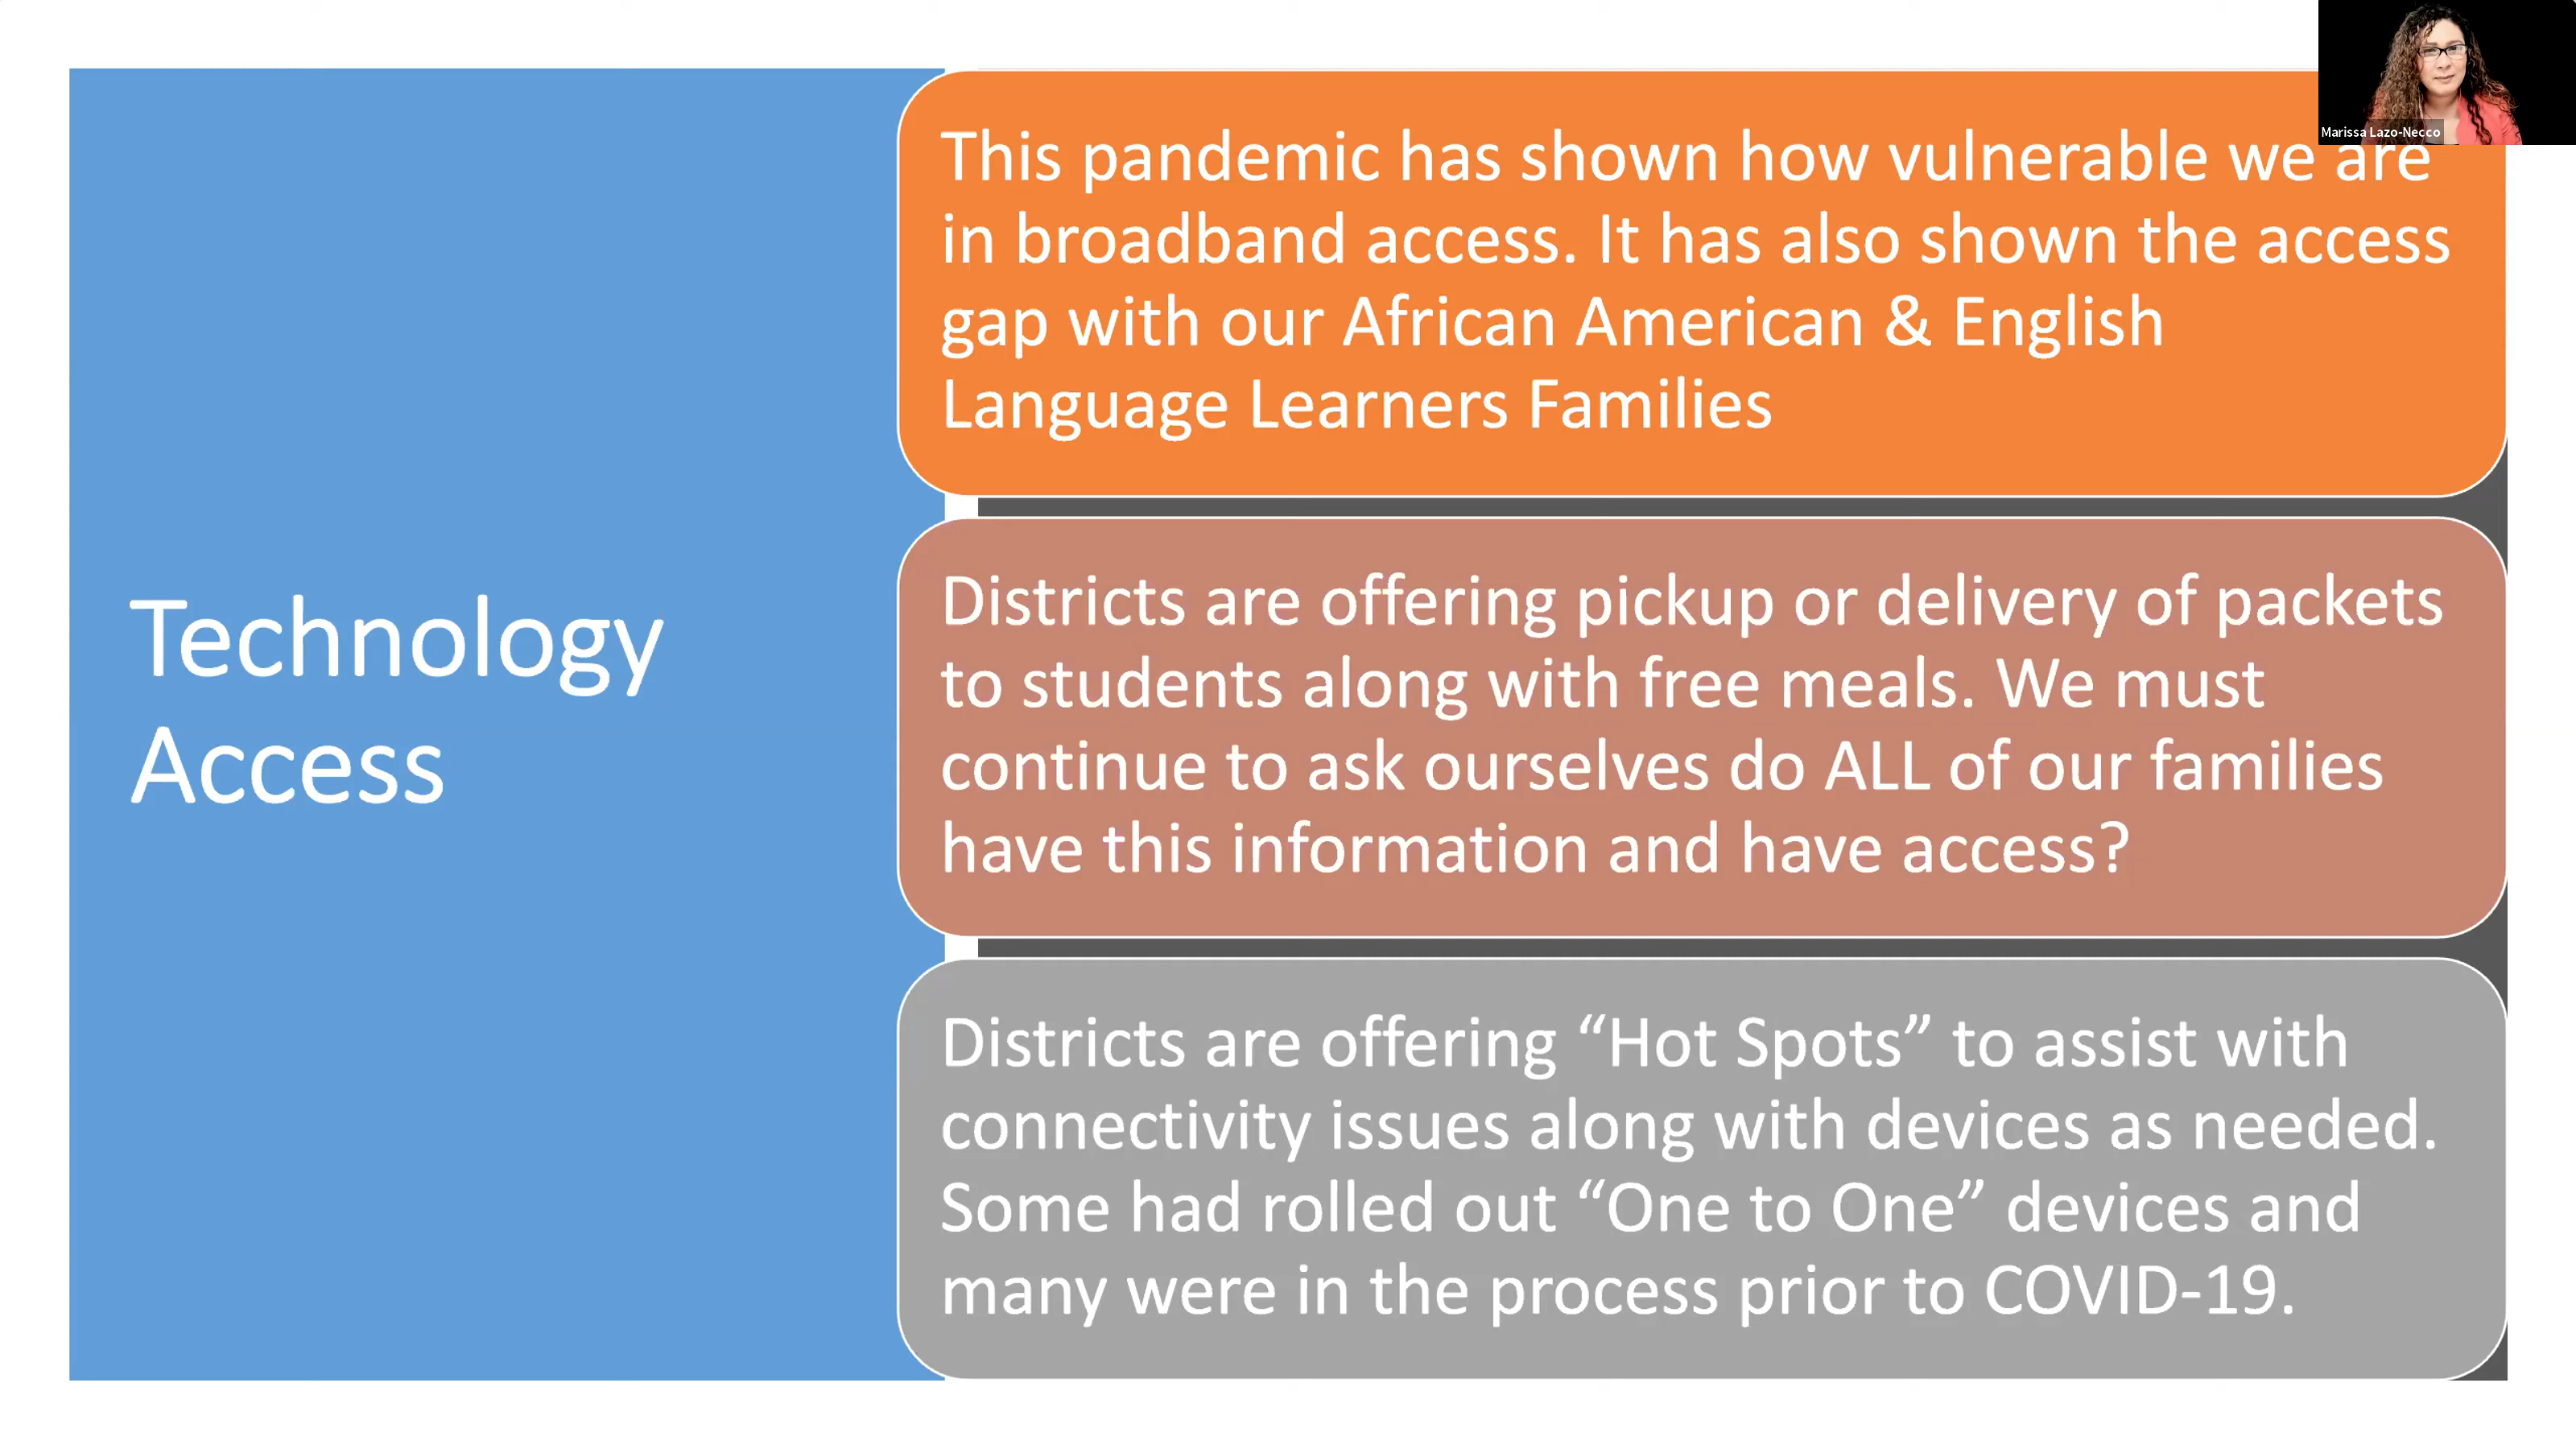 Marissa Lazo-Necco
Technology
Access
This pandemic has shown how vulnerable we are
in broadband access. It has also shown the access
gap with our African American & English
Language Learners Families
Districts are offering pickup or delivery of packets
to students along with free meals. We must
continue to ask ourselves do ALL of our families
have this information and have access?
Districts are offering “Hot Spots” to assist with
connectivity issues along with devices as needed.
Some had rolled out “One to One” devices and
many were in the process prior to COVID-19.